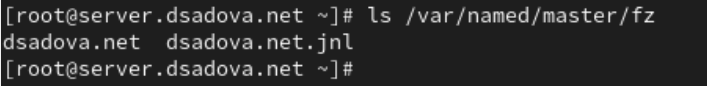 [root@server.dsadova.net ~]# ls /var/named/master/fz
dsadova.net  dsadova.net.jnl
[root@server.dsadova.net ~]#